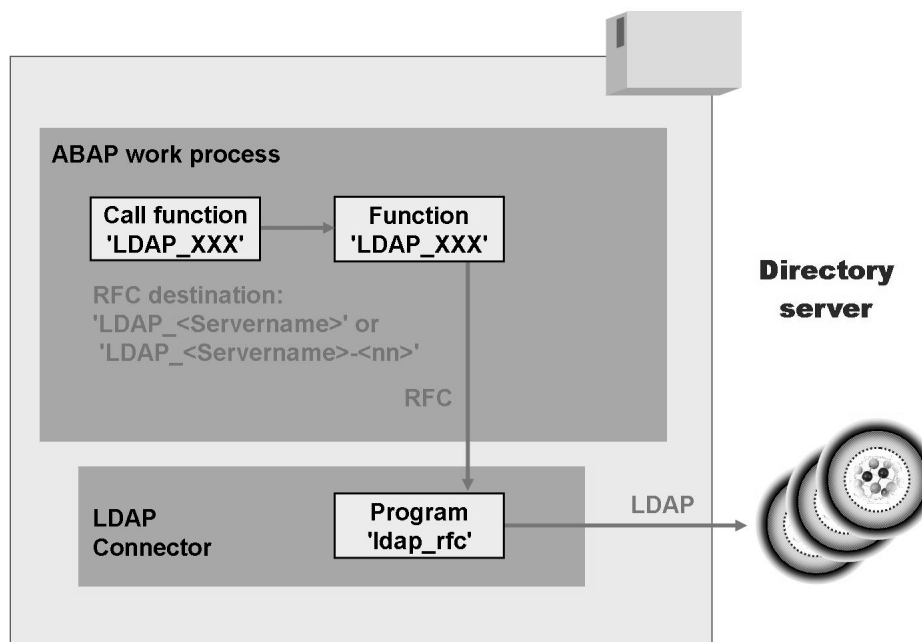 ABAP work process
Call function
'LDAP_XXX'
Function
'LDAP_XXX'
RFC destination:
'LDAP_<Servername>' or
'LDAP_<Servername>-<nn>'
RFC
Directory
server
LDAP
Connector
Program
'ldap_rfc'
LDAP